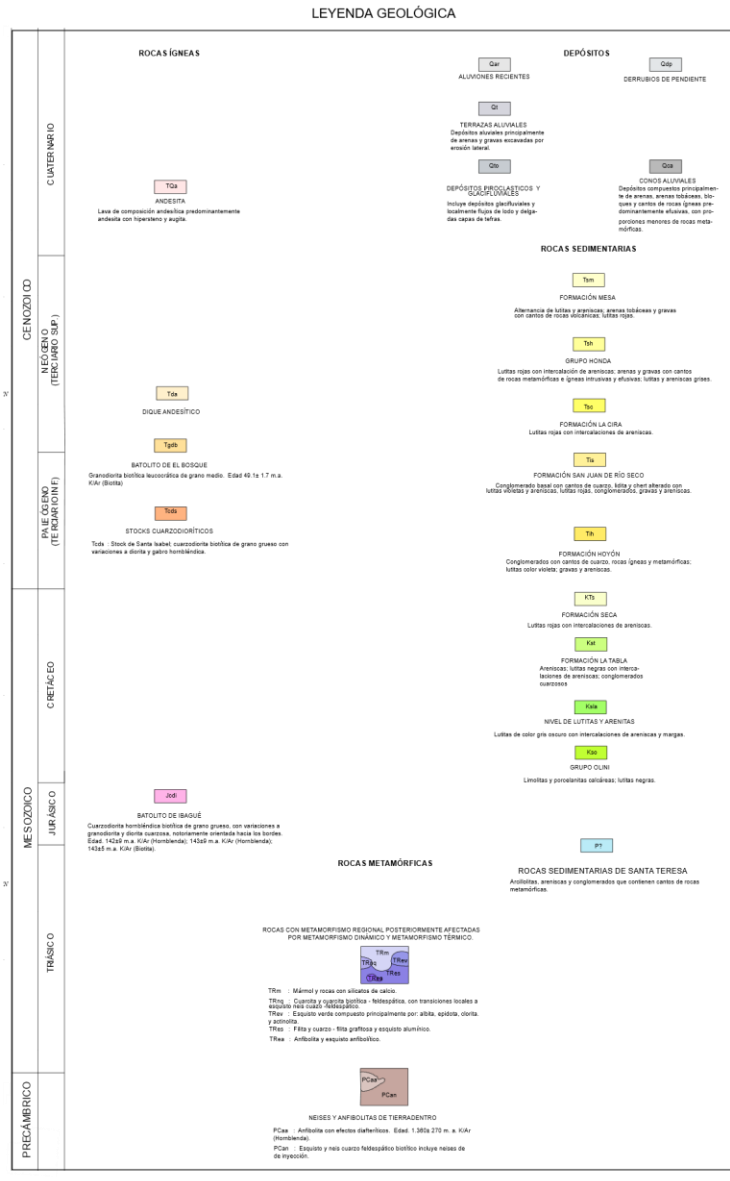 LEYENDA GEOLÓGICA
ROCAS ÍGNEAS
TQa
ANDESITA
Lava de composición andesítica predominantemente
andesita con hipersteno y augita.
Tda
DIQUE ANDESÍTICO
Tgdb
BATOLITO DE EL BOSQUE
Granodiorita biotítica leucocrática de grano medio. Edad 49.1± 1.7 m.a.
K/Ar (Biotita)
Tcds
STOCKS CUARZODIORÍTICOS
Tcds : Stock de Santa Isabel; cuarzodiorita biotítica de grano grueso con
variaciones a diorita y gabro hornbléndica.
Jcdi
BATOLITO DE IBAGUÉ
Cuarzodiorita hornbléndica biotítica de grano grueso, con variaciones a
granodiorita y diorita cuarzosa, notoriamente orientada hacia los bordes.
Edad. 142±9 m.a. K/Ar (Hornblenda); 143±9 m.a. K/Ar (Hornblenda);
143±5 m.a. K/Ar (Biotita).
DEPÓSITOS
Qar
ALUVIONES RECIENTES
Qdp
DERRUBIOS DE PENDIENTE
Qt
TERRAZAS ALUVIALES
Depósitos aluviales principalmente
de arenas y gravas excavadas por
erosión lateral.
Qto
DEPÓSITOS PIROCLASTICOS Y
GLACIFLUVIALES
Incluye depósitos glacifluviales y
localmente flujos de lodo y delga-
das capas de tefras.
Qca
CONOS ALUVIALES
Depósitos compuestos principalmen-
te de arenas, arenas tobáceas, blo-
ques y cantos de rocas ígneas pre-
dominantemente efusivas, con pro-
porciones menores de rocas meta-
mórficas.
ROCAS SEDIMENTARIAS
Tsm
FORMACIÓN MESA
Alternancia de lutitas y araniscas; arenas tobáceas y gravas
con cantos de rocas volcánicas; lutitas rojas.
Tsh
GRUPO HONDA
Lutitas rojas con intercalación de areniscas; arenas y gravas con cantos
de rocas metamórficas e ígneas intrusivas y efusivas; lutitas y areniscas grises.
Tsc
FORMACIÓN LA CIRA
Lutitas rojas con intercalaciones de areniscas.
Tis
FORMACIÓN SAN JUAN DE RÍO SECO
Conglomerado basal con cantos de cuarzo, lidita y chert alterado con
lutitas violetas y areniscas, lutitas rojas, conglomerados, gravas y areniscas.
Tih
FORMACIÓN HOYÓN
Conglomerados con cantos de cuarzo, rocas ígneas y metamórficas;
lutitas color violeta; gravas y areniscas.
KTs
FORMACIÓN SECA
Lutitas rojas con intercalaciones de areniscas.
Kst
FORMACIÓN LA TABLA
Areniscas; lutitas negras con interca-
laciones de areniscas; conglomerados
cuarzosos
Ksla
NIVEL DE LUTITAS Y ARENITAS
Lutitas de color gris oscuro con intercalaciones de areniscas y margas.
Kso
GRUPO OLINI
Limolitas y porcelanitas calcáreas; lutitas negras.
P?
ROCAS SEDIMENTARIAS DE SANTA TERESA
Arcillolitas, areniscas y conglomerados que contienen cantos de rocas
metamórficas.
ROCAS METAMÓRFICAS
ROCAS CON METAMORFISMO REGIONAL POSTERIORMENTE AFECTADAS
POR METAMORFISMO DINÁMICO Y METAMORFISMO TÉRMICO.
TRm
TRnq
TRev
TRes
TRea
TRm : Mármol y rocas con silicatos de calcio.
TRnq : Cuarcita y cuarcita biotítica - feldespática, con transiciones locales a
esquisto neis cuazo -feldespático.
TRev : Esquisto verde compuesto principalmente por: albita, epidota, clorita
y actinolita.
TRes : Filita y cuarzo - filita grafitosa y esquisto alumínico.
TRea : Anfibolita y esquisto anfibolítico.
PCaa
PCan
NEISES Y ANFIBOLITAS DE TIERRADENTRO
PCaa : Anfibolita con efectos diafteríticos. Edad. 1.360± 270 m. a. K/Ar
(Hornblenda).
PCan : Esquisto y neis cuarzo feldespático biotítico incluye neises de
de inyección.
CENOZOICO
CUATERNARIO
NEÓGENO
(TERCIARIO SUP.)
PALEÓGENO
(TERCIARIO INF.)
MESOZOICO
CRETÁCEO
JURÁSICO
TRIÁSICO
PRECÁMBRICO